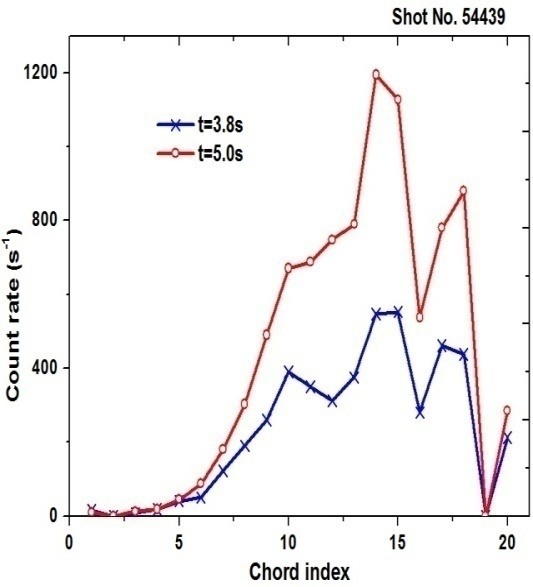 Shot No. 54439
1200
t=3.8s
t=5.0s
800
Count rate (s⁻¹)
400
0
0 5 10 15 20
Chord index